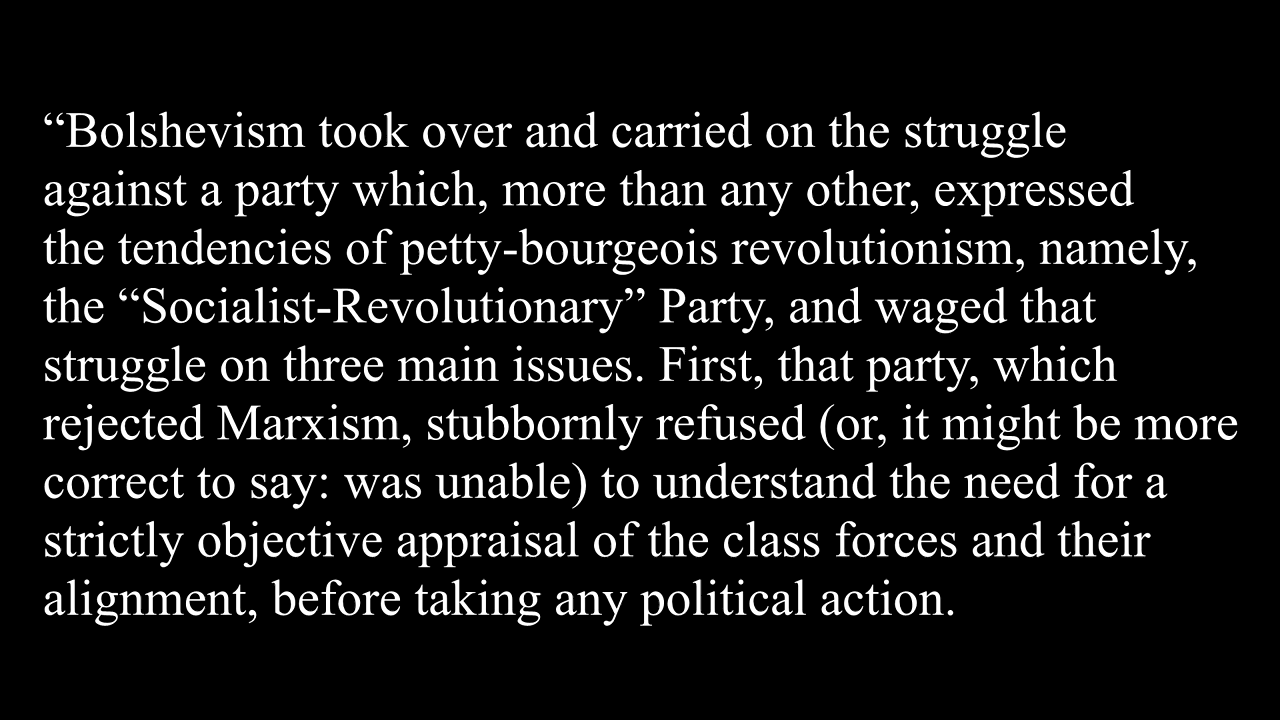 “Bolshevism took over and carried on the struggle
against a party which, more than any other, expressed
the tendencies of petty-bourgeois revolutionism, namely,
the “Socialist-Revolutionary” Party, and waged that
struggle on three main issues. First, that party, which
rejected Marxism, stubbornly refused (or, it might be more
correct to say: was unable) to understand the need for a
strictly objective appraisal of the class forces and their
alignment, before taking any political action.